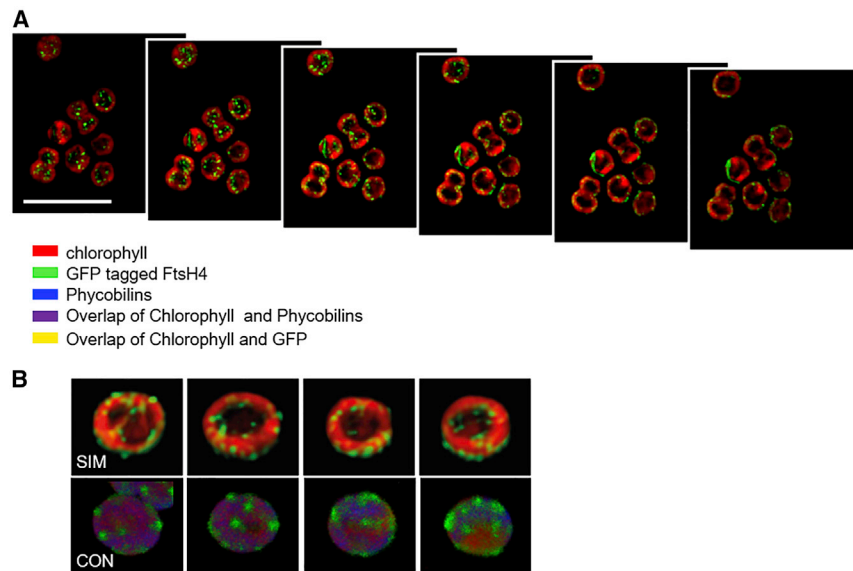 A
chlorophyll
GFP tagged FtsH4
Phycobilins
Overlap of Chlorophyll and Phycobilins
Overlap of Chlorophyll and GFP
B
SIM
CON